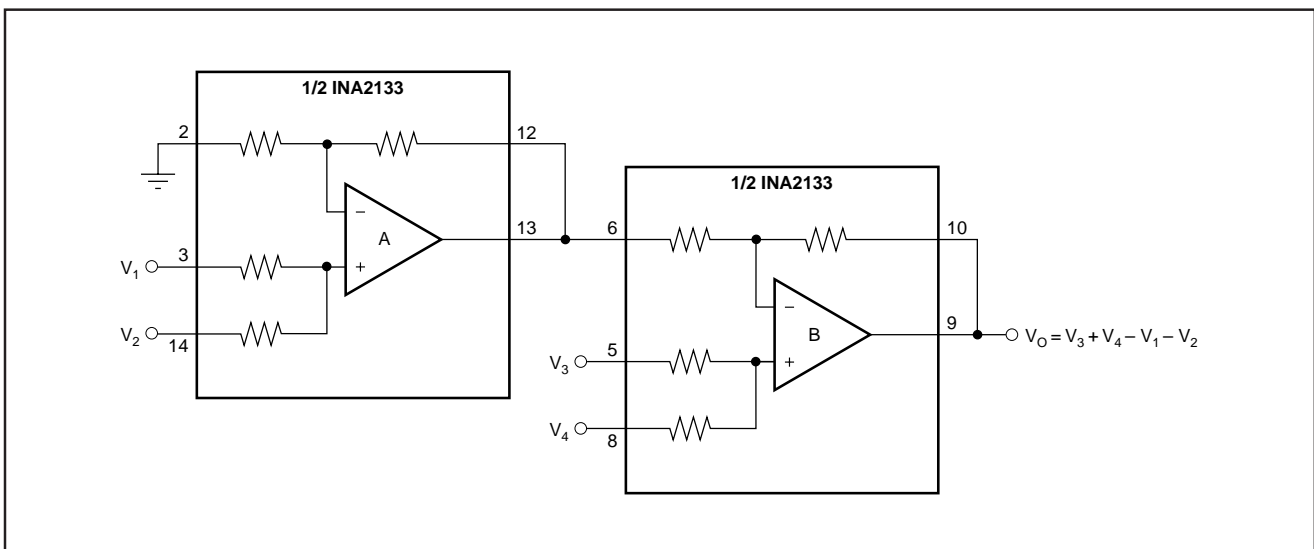 1/2 INA2133
2
12
A
−
+
13
3
V1
V2
14
1/2 INA2133
6
10
B
−
+
9
VO = V3 + V4 – V1 – V2
5
V3
V4
8